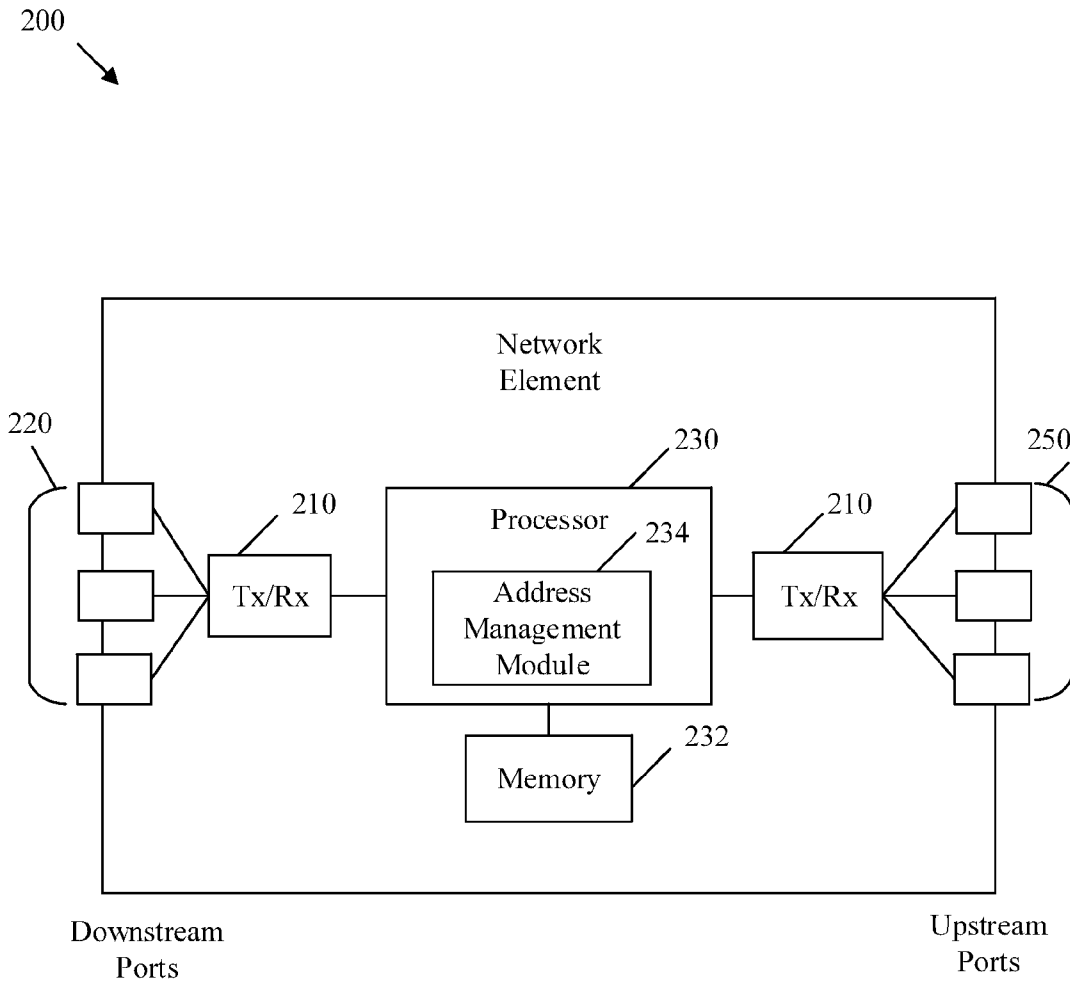 200
Network
Element
220
230
250
210
Processor
210
234
Tx/Rx
Address
Management
Module
Tx/Rx
232
Memory
Downstream
Ports
Upstream
Ports